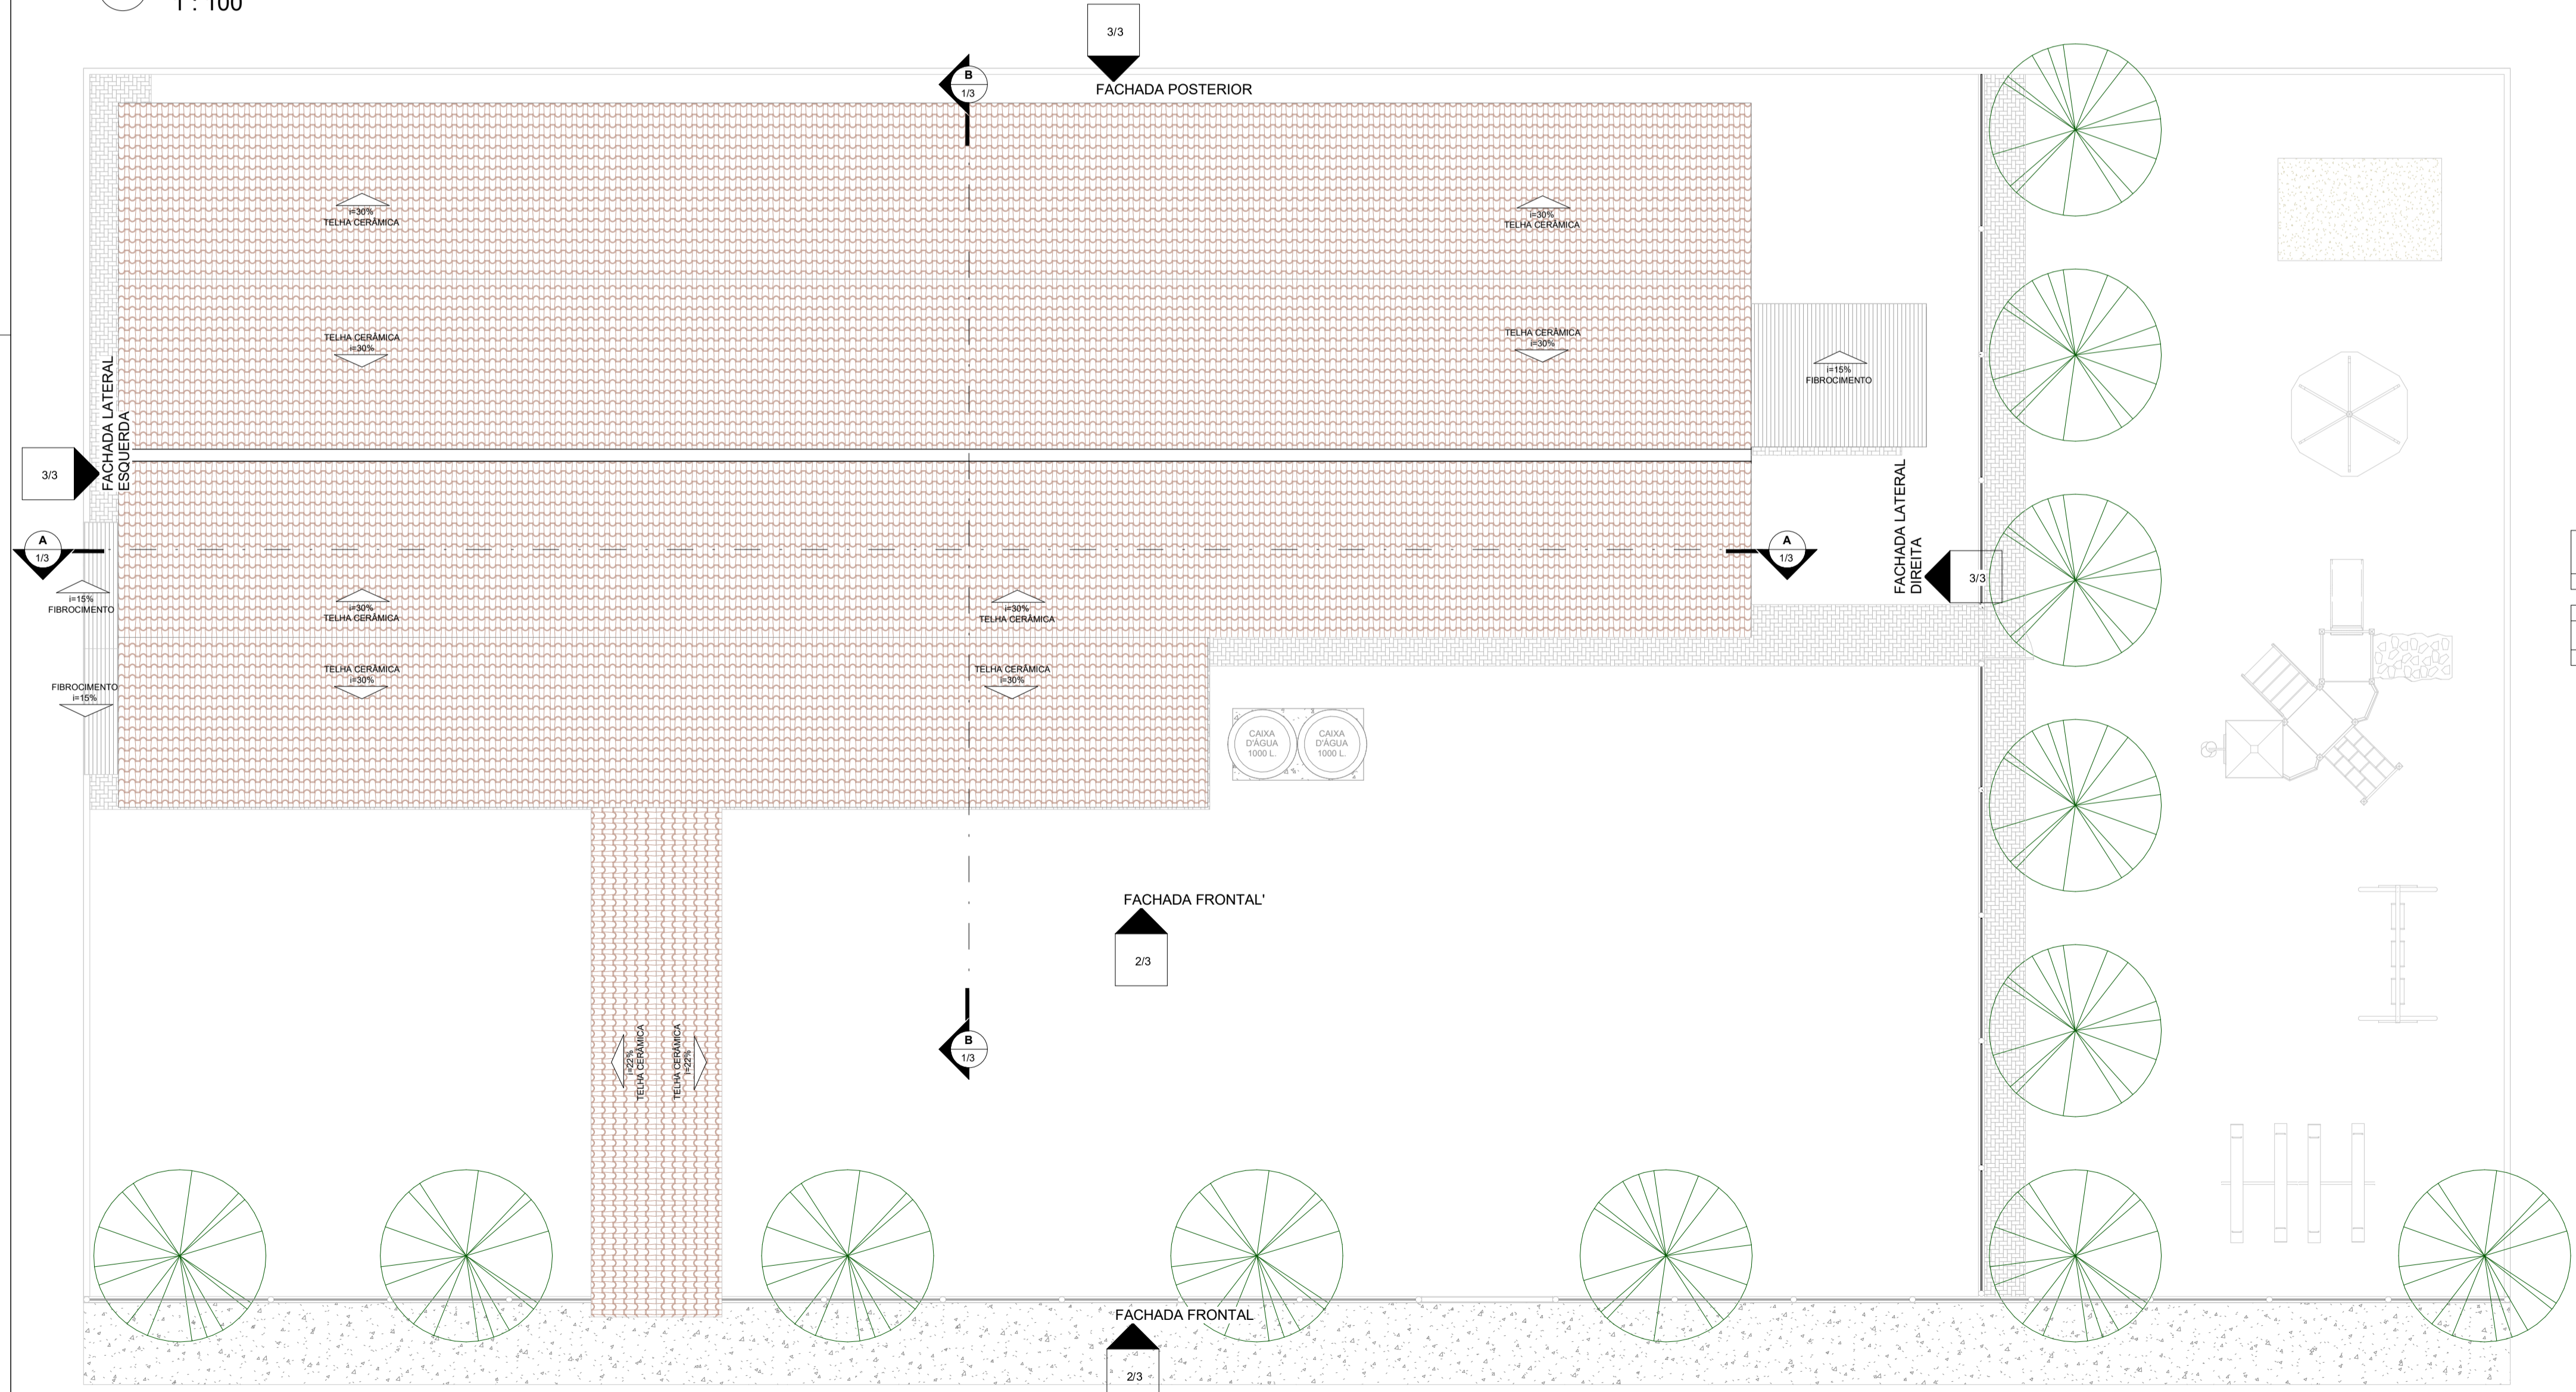 1 : 100
3/3
FACHADA POSTERIOR
B
1/3
i=30%
TELHA CERÂMICA
i=30%
TELHA CERÂMICA
TELHA CERÂMICA
i=30%
TELHA CERÂMICA
i=30%
i=15%
FIBROCIMENTO
FACHADA LATERAL
ESQUERDA
3/3
FACHADA LATERAL
DIREITA
3/3
A
1/3
A
1/3
i=15%
FIBROCIMENTO
i=30%
TELHA CERÂMICA
i=30%
TELHA CERÂMICA
FIBROCIMENTO
i=15%
TELHA CERÂMICA
i=30%
TELHA CERÂMICA
i=30%
CAIXA
D'ÁGUA
1000 L.
CAIXA
D'ÁGUA
1000 L.
FACHADA FRONTAL'
2/3
i=22%
TELHA CERÂMICA
TELHA CERÂMICA
i=22%
B
1/3
FACHADA FRONTAL
2/3